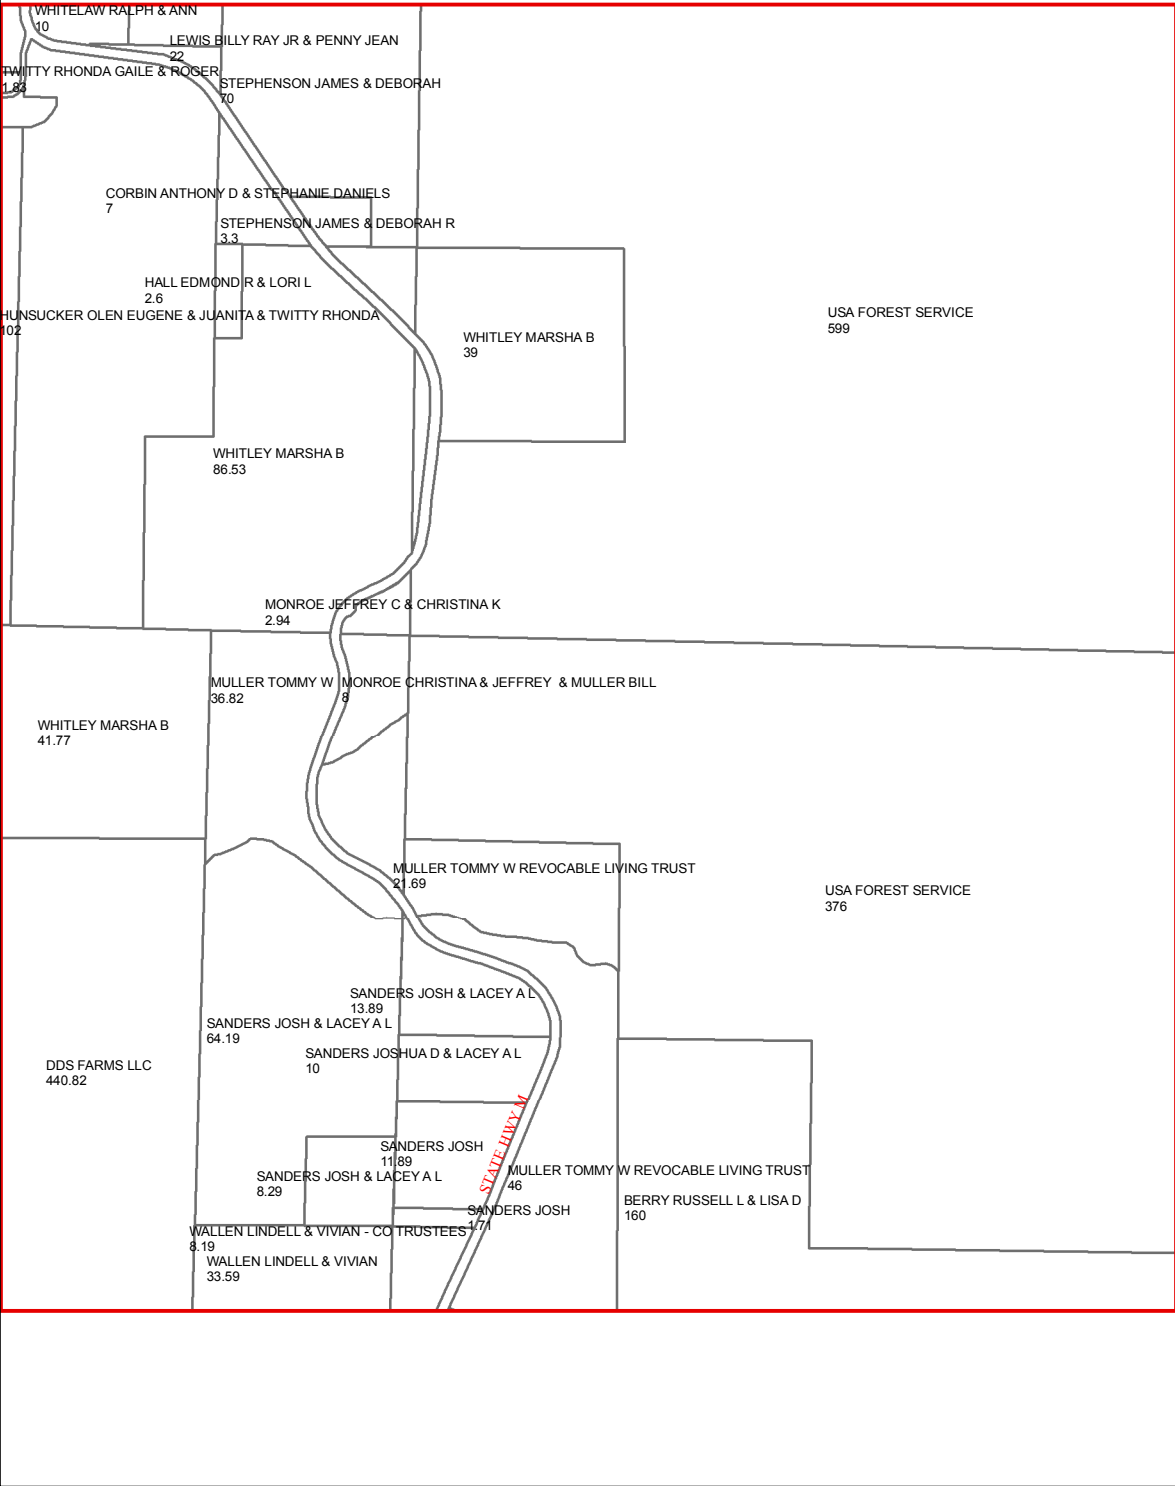 WHITELAW RALPH & ANN
10
LEWIS BILLY RAY JR & PENNY JEAN
22
TWITTY RHONDA GAILE & ROGER
1.83
STEPHENSON JAMES & DEBORAH
70
CORBIN ANTHONY D & STEPHANIE DANIELS
7
STEPHENSON JAMES & DEBORAH R
3.3
HALL EDMOND R & LORI L
2.6
HUNSUCKER OLEN EUGENE & JUANITA & TWITTY RHONDA
102
USA FOREST SERVICE
599
WHITLEY MARSHA B
39
WHITLEY MARSHA B
86.53
MONROE JEFFREY C & CHRISTINA K
2.94
MULLER TOMMY W
36.82
MONROE CHRISTINA & JEFFREY & MULLER BILL
8
WHITLEY MARSHA B
41.77
MULLER TOMMY W REVOCABLE LIVING TRUST
21.69
USA FOREST SERVICE
376
SANDERS JOSH & LACEY A L
13.89
SANDERS JOSH & LACEY A L
64.19
SANDERS JOSHUA D & LACEY A L
10
DDS FARMS LLC
440.82
STATE HWY M
SANDERS JOSH
11.89
SANDERS JOSH & LACEY A L
8.29
MULLER TOMMY W REVOCABLE LIVING TRUST
46
BERRY RUSSELL L & LISA D
160
SANDERS JOSH
1.71
WALLEN LINDELL & VIVIAN - CO TRUSTEES
8.19
WALLEN LINDELL & VIVIAN
33.59